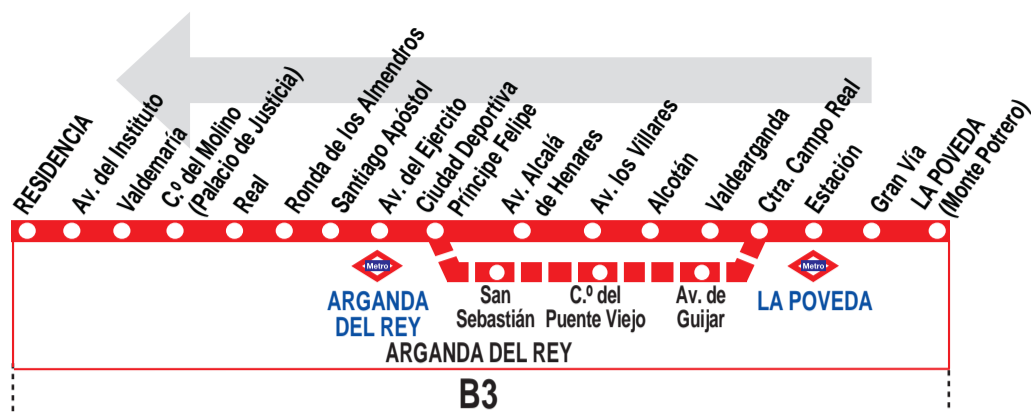 RESIDENCIA
Av. del Instituto
Valdemaría
C.º del Molino
(Palacio de Justicia)
Real
Ronda de los Almendros
Santiago Apóstol
Av. del Ejercito
Ciudad Deportiva
Príncipe Felipe
Av. Alcalá
de Henares
Av. los Villares
Alcotán
Valdearganda
Ctra. Campo Real
Estación
Gran Vía
LA POVEDA
(Monte Potrero)
Metro
ARGANDA
DEL REY
San
Sebastián
C.º del
Puente Viejo
Av. de
Guijar
Metro
LA POVEDA
ARGANDA DEL REY
B3